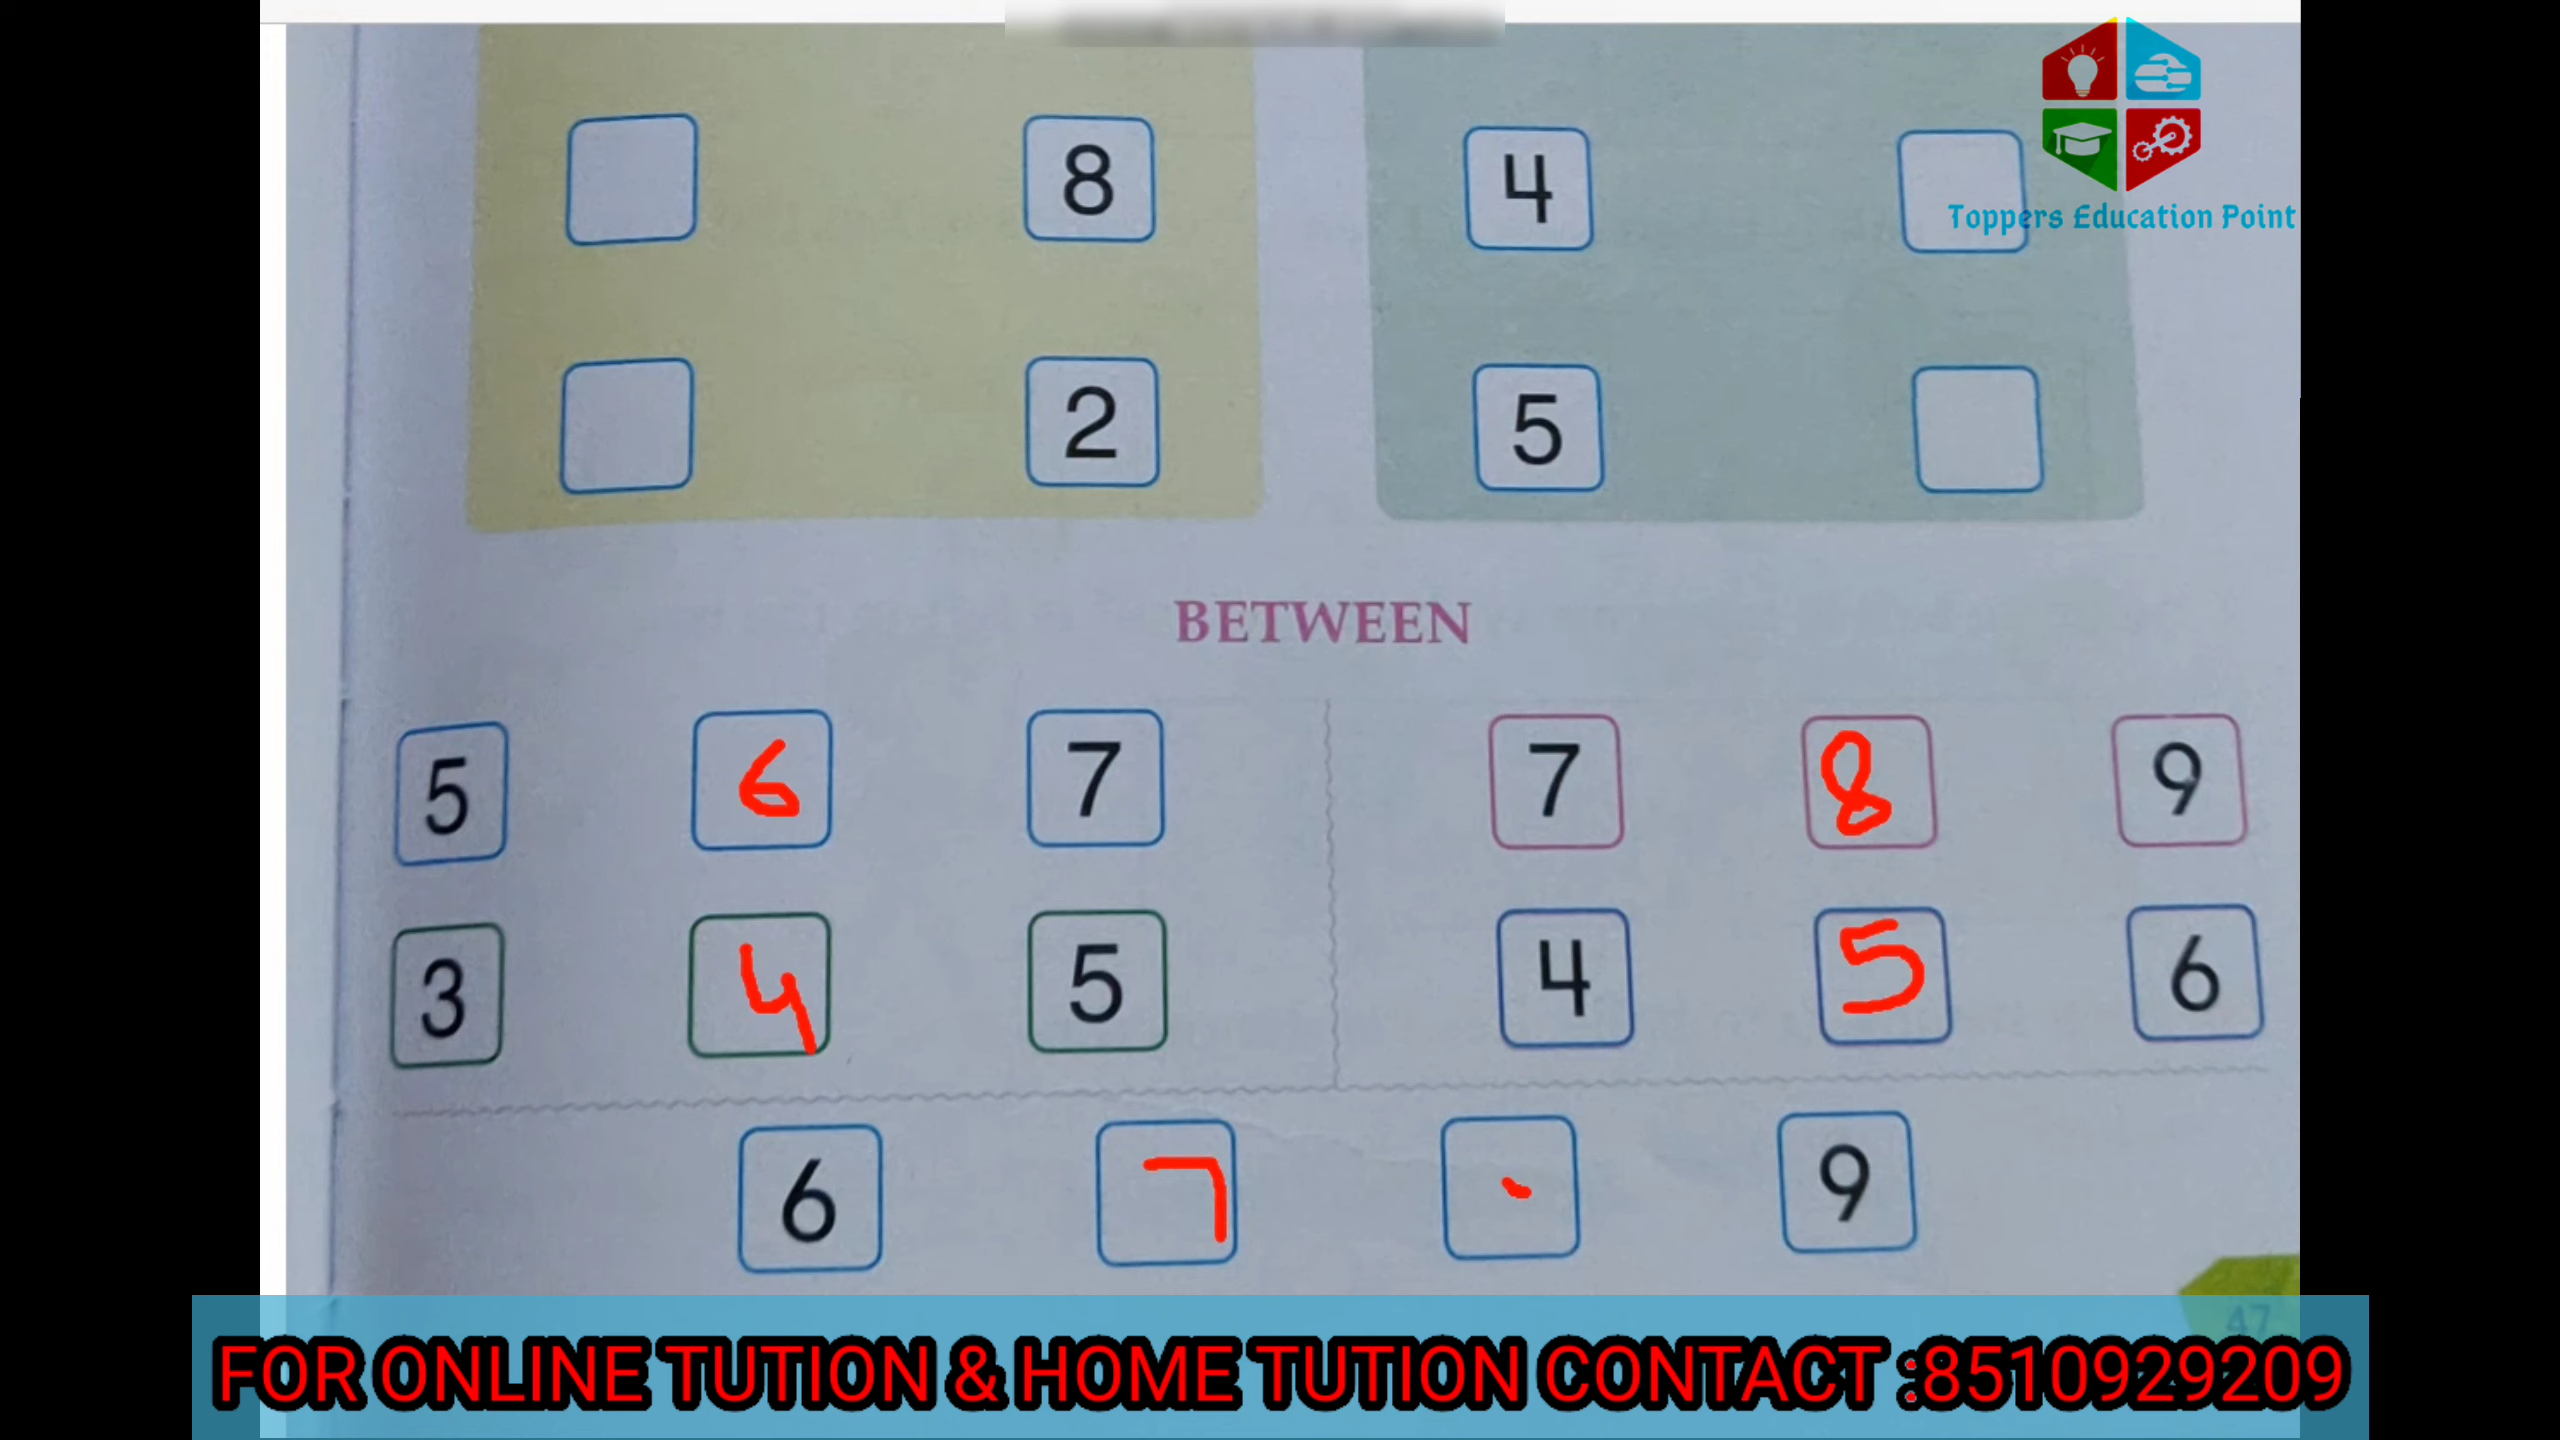 8 4
Toppers Education Point
2 5
BETWEEN
5 6 7 7 8 9
3 4 5 4 5 6
6 7 9
47
FOR ONLINE TUTION & HOME TUTION CONTACT :8510929209